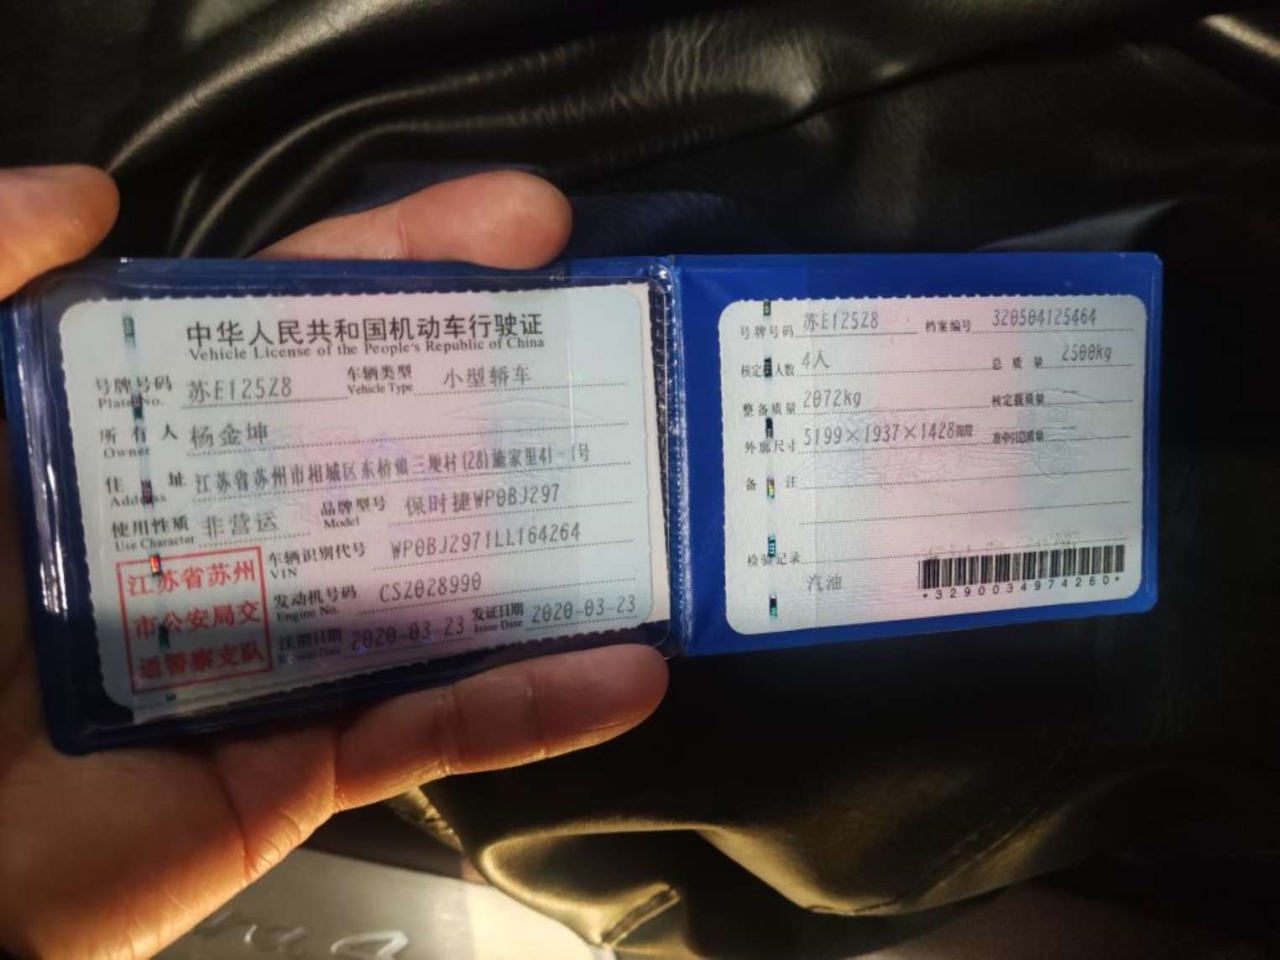 中华人民共和国机动车行驶证
Vehicle License of the People's Republic of China
号牌号码 苏E125Z8 车辆类型 小型轿车
Plate No. Vehicle Type
所有人 杨金坤
Owner
住址 江苏省苏州市相城区东桥镇三埂村(28)施家里41-1号
Address
品牌型号 保时捷WP0BJ297
Model
使用性质 非营运
Use Character
车辆识别代号 WP0BJ2971LL164264
VIN
发动机号码 CSZ028990
Engine No.
注册日期 2020-03-23 发证日期 2020-03-23
Issue Date
江苏省苏州
市公安局交
通警察支队
号牌号码 苏E125Z8 档案编号 320504125464
核定人数 4人 总质量 2500kg
整备质量 2072kg 核定载质量
外廓尺寸 5199×1937×1428mm 准牵引总质量
备注
检验记录
汽油
*3290034974260*